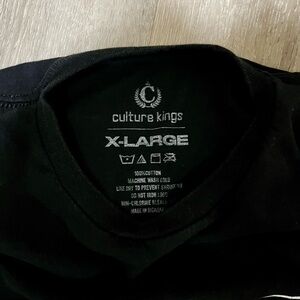 C
culture kings
X-LARGE
100%COTTON
MACHINE WASH COLD
LINE DRY TO PREVENT SHRINKAGE
DO NOT IRON LOGO
NON-CHLORINE BLEACH
MADE IN